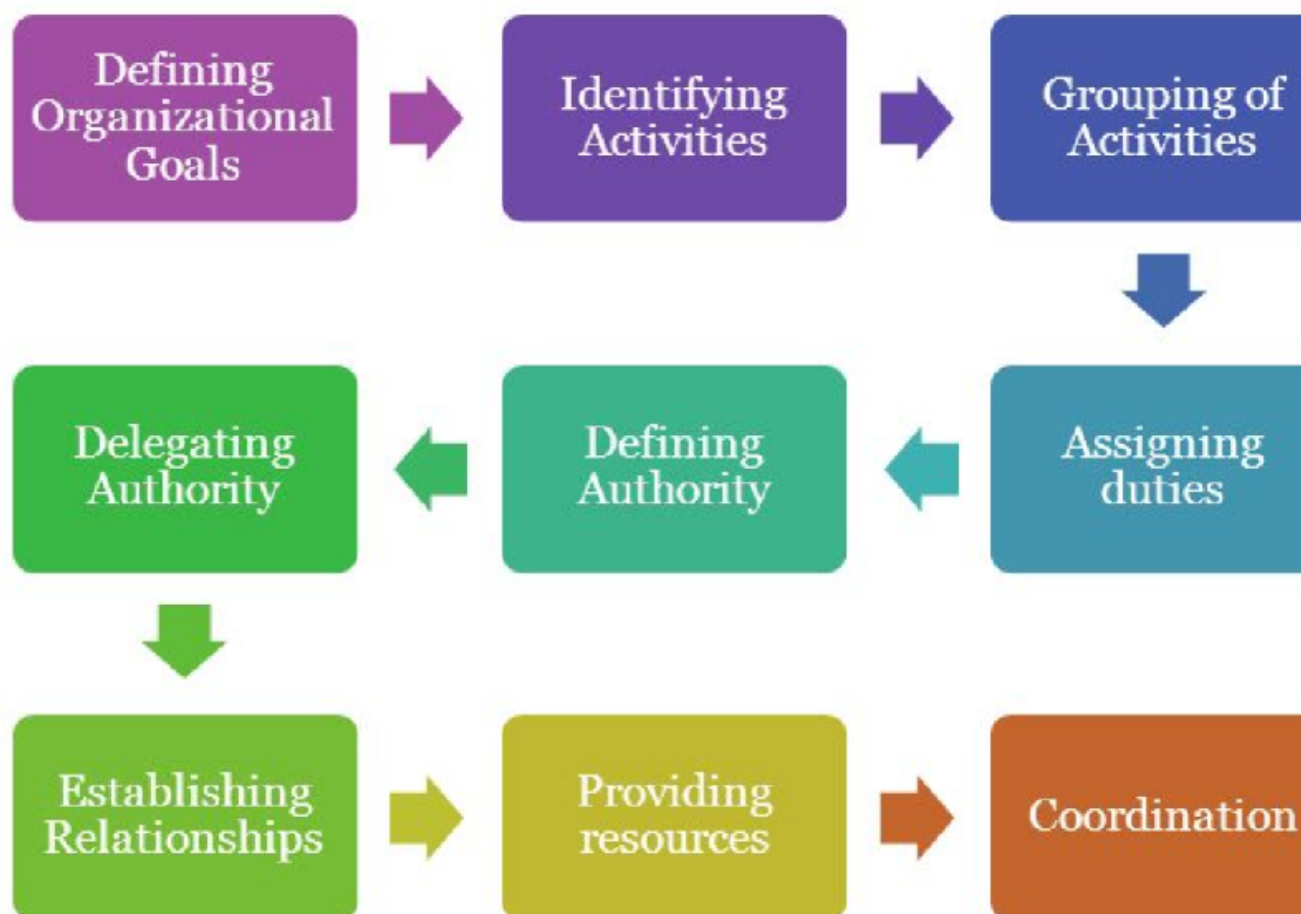 Defining
Organizational
Goals
Identifying
Activities
Grouping of
Activities
Assigning
duties
Defining
Authority
Delegating
Authority
Establishing
Relationships
Providing
resources
Coordination